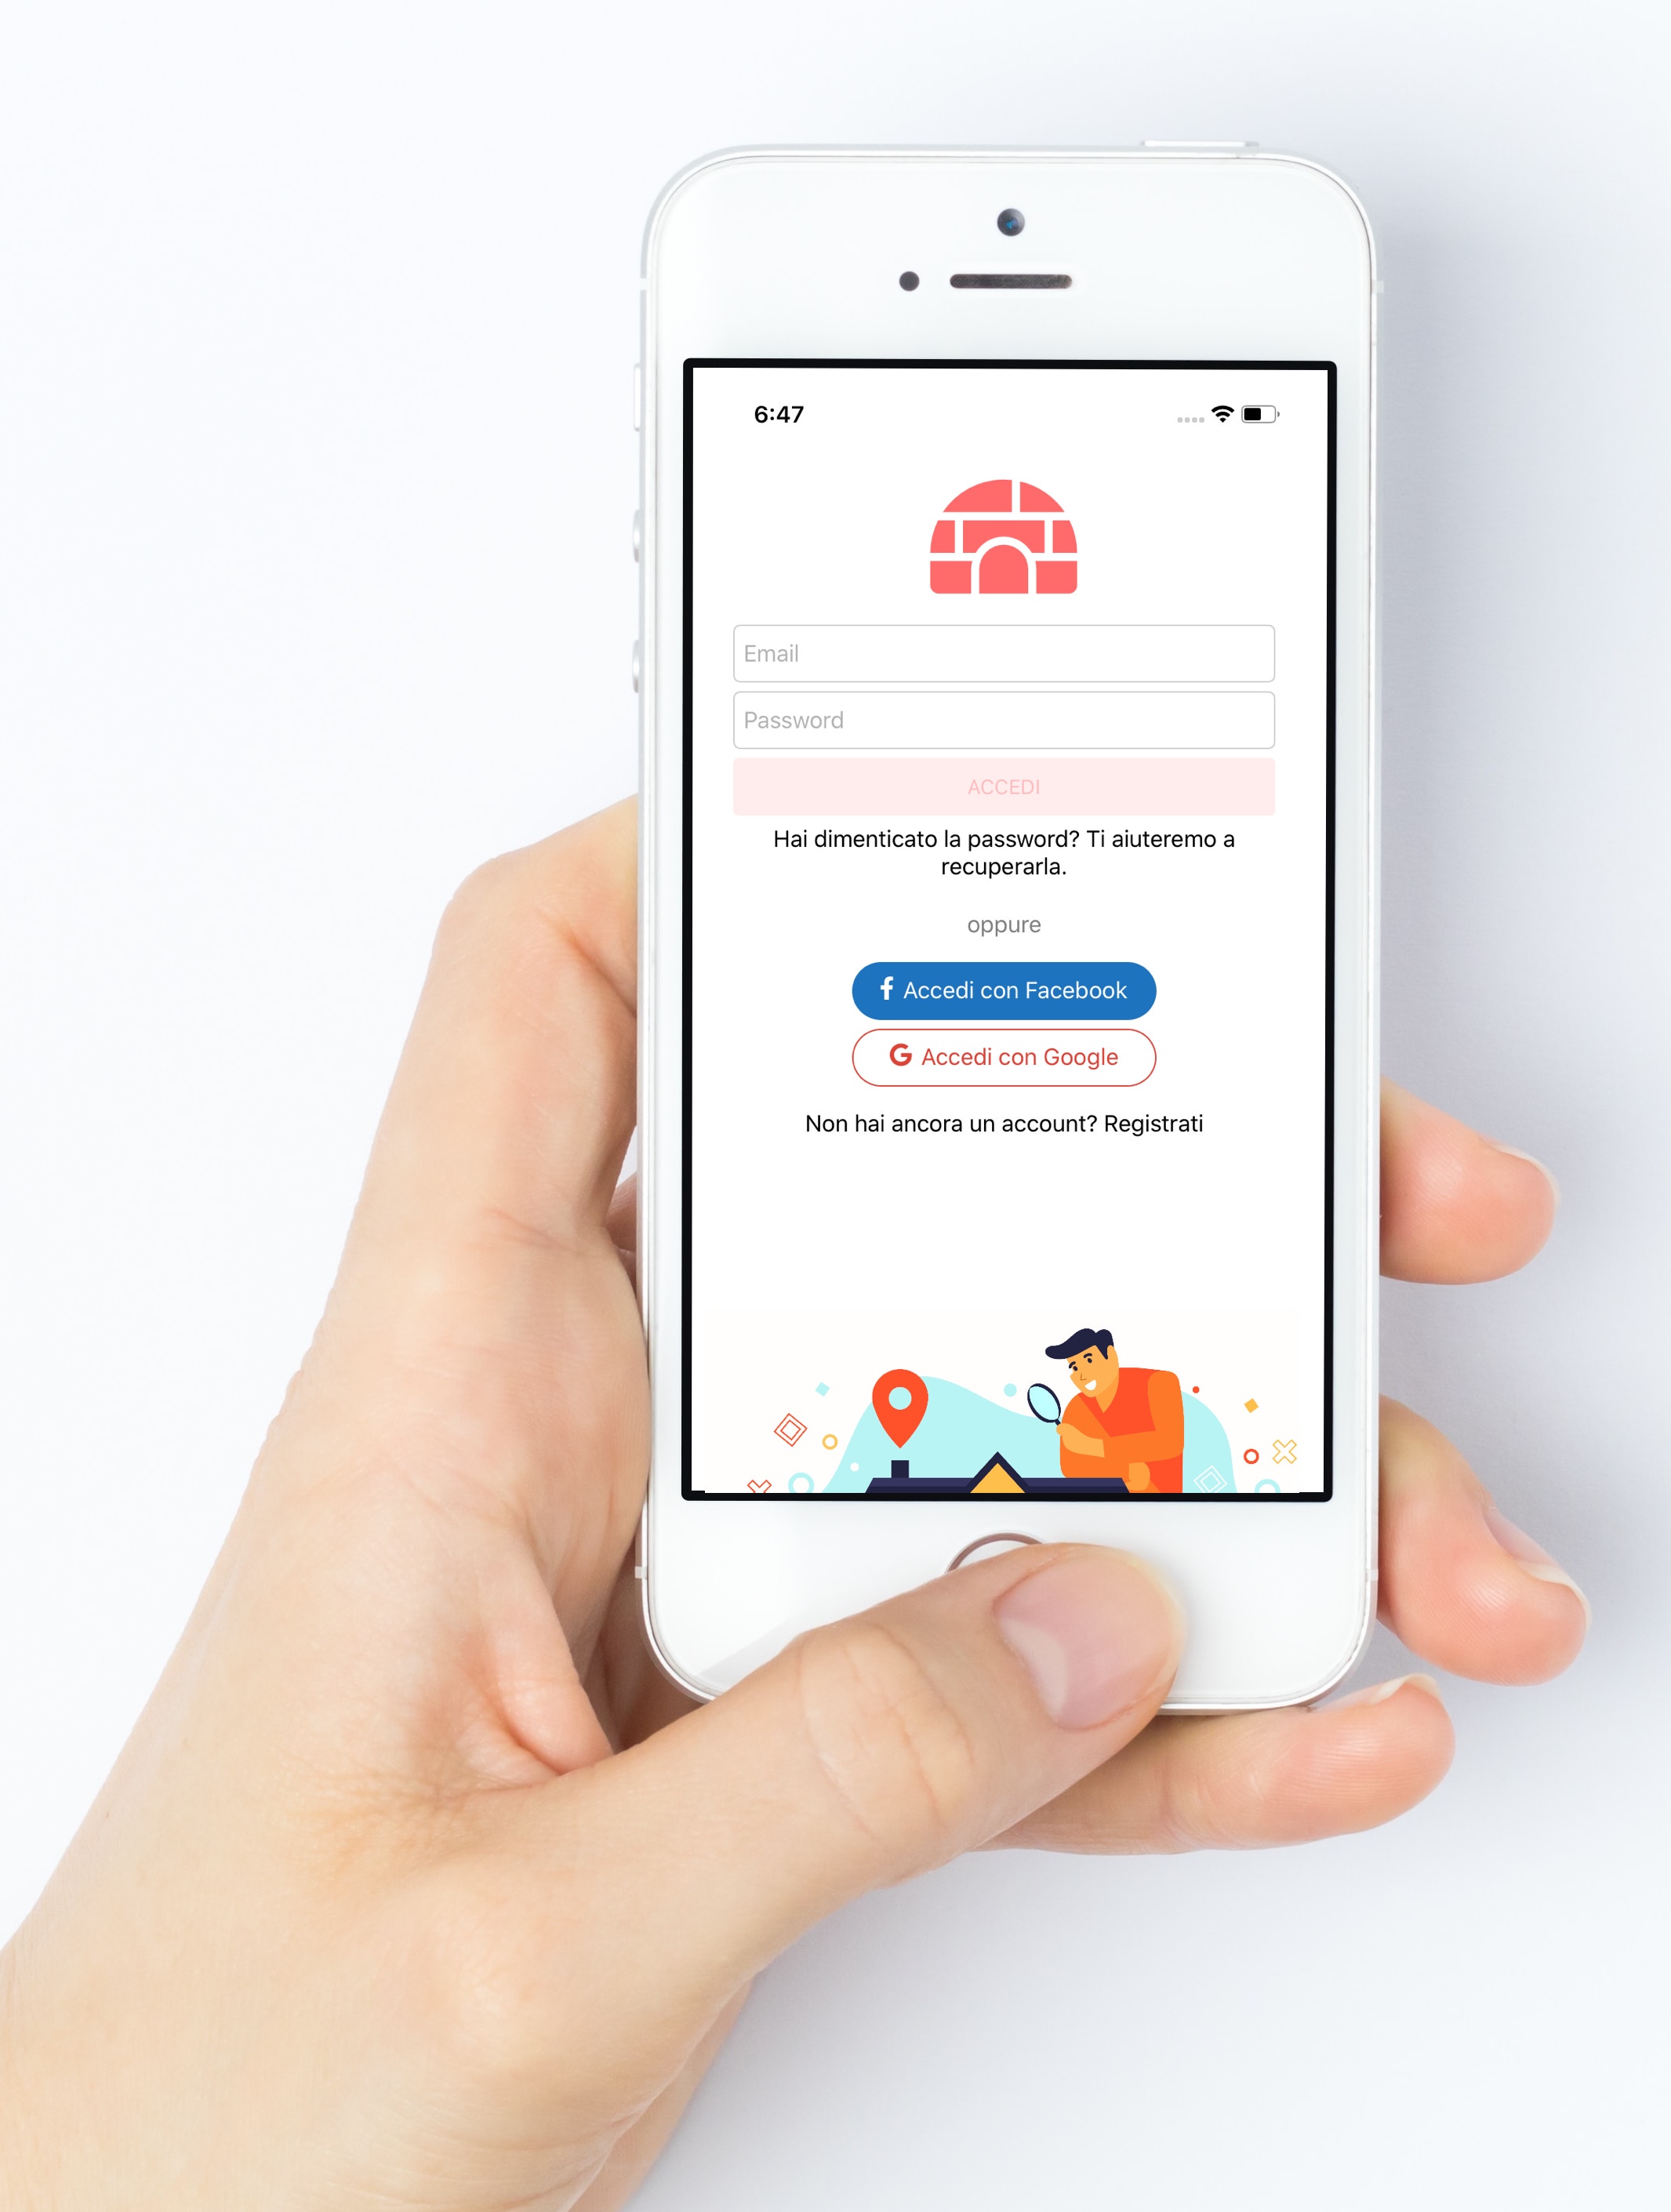 6:47
Email
Password
ACCEDI
Hai dimenticato la password? Ti aiuteremo a
recuperarla.
oppure
f Accedi con Facebook
G Accedi con Google
Non hai ancora un account? Registrati